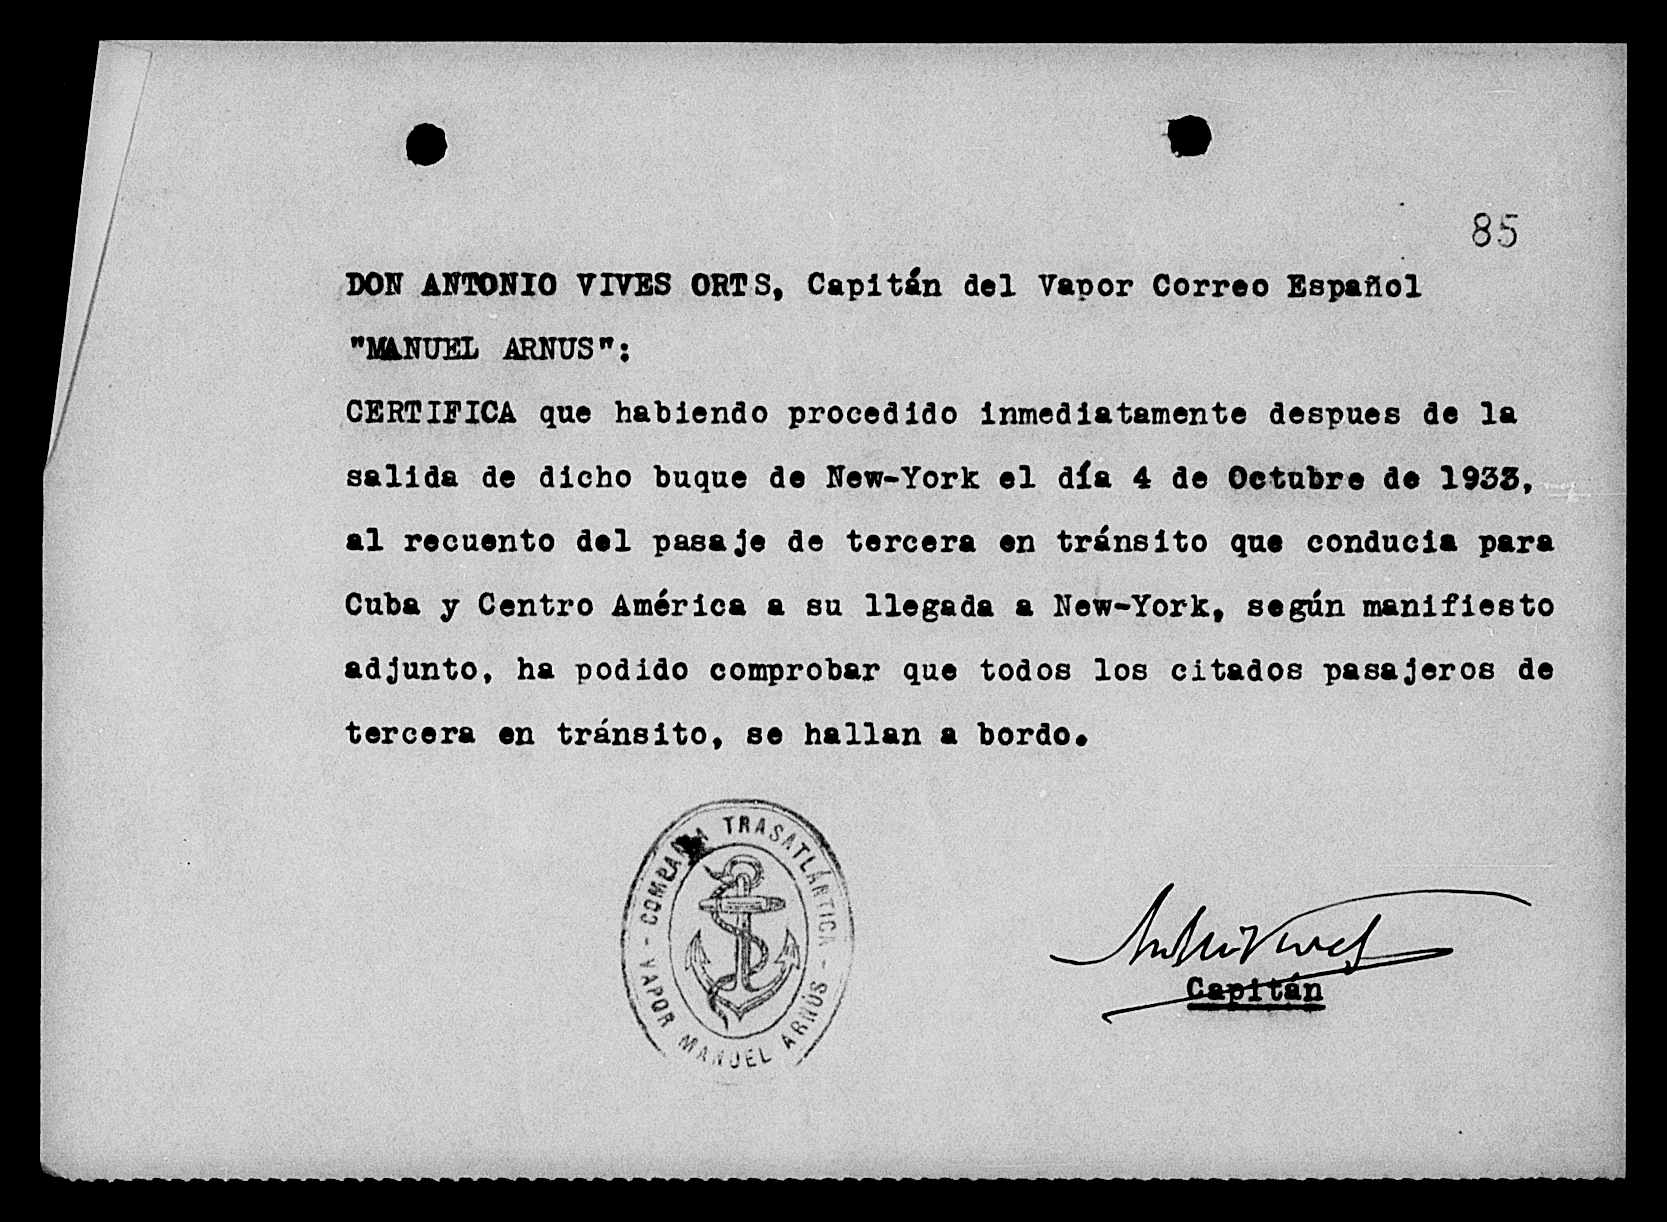 85
DON ANTONIO VIVES ORTS, Capitán del Vapor Correo Español
"MANUEL ARNUS":
CERTIFICA que habiendo procedido inmediatamente despues de la
salida de dicho buque de New-York el día 4 de Octubre de 1933,
al recuento del pasaje de tercera en tránsito que conducia para
Cuba y Centro América a su llegada a New-York, según manifiesto
adjunto, ha podido comprobar que todos los citados pasajeros de
tercera en tránsito, se hallan a bordo.
COMPAÑIA TRASATLÁNTICA
- VAPOR MANUEL ARNÚS -
Capitán